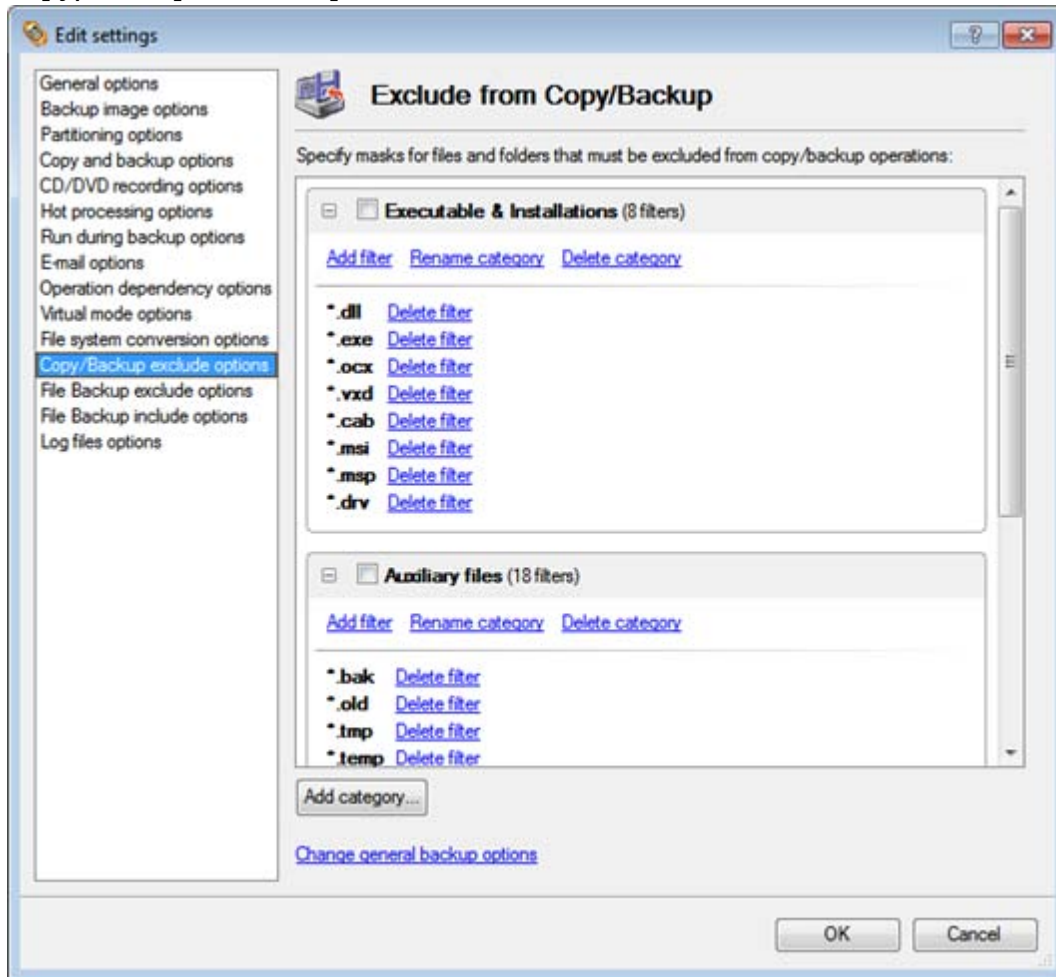 Edit settings
General options
Backup image options
Partitioning options
Copy and backup options
CD/DVD recording options
Hot processing options
Run during backup options
E-mail options
Operation dependency options
Virtual mode options
File system conversion options
Copy/Backup exclude options
File Backup exclude options
File Backup include options
Log files options
Exclude from Copy/Backup
Specify masks for files and folders that must be excluded from copy/backup operations:
Executable & Installations (8 filters)
Add filter Rename category Delete category
*.dll Delete filter
*.exe Delete filter
*.ocx Delete filter
*.vxd Delete filter
*.cab Delete filter
*.msi Delete filter
*.msp Delete filter
*.drv Delete filter
Auxiliary files (18 filters)
Add filter Rename category Delete category
*.bak Delete filter
*.old Delete filter
*.tmp Delete filter
*.temp Delete filter
Add category...
Change general backup options
OK Cancel